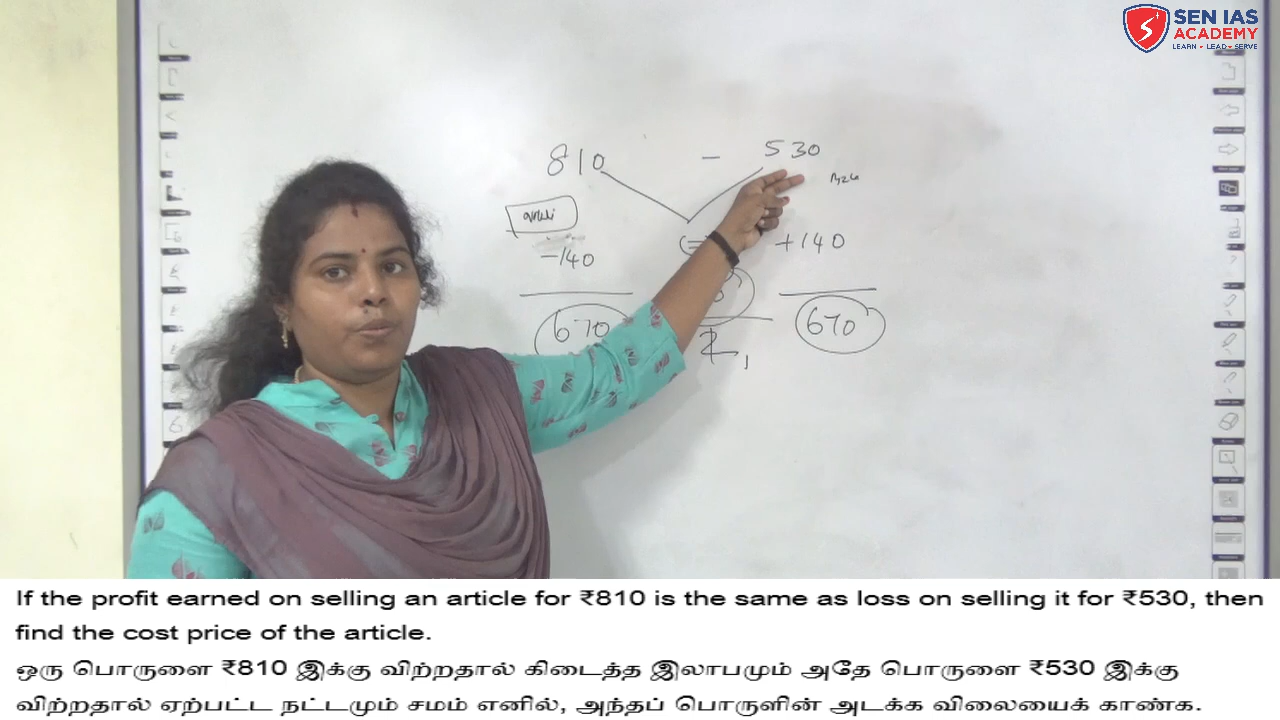 SEN IAS
ACADEMY
LEARN • LEAD • SERVE
810 - 530
-140 +140
670 670
2
If the profit earned on selling an article for ₹810 is the same as loss on selling it for ₹530, then
find the cost price of the article.
ஒரு பொருளை ₹810 இக்கு விற்றதால் கிடைத்த இலாபமும் அதே பொருளை ₹530 இக்கு
விற்றதால் ஏற்பட்ட நட்டமும் சமம் எனில், அந்தப் பொருளின் அடக்க விலையைக் காண்க.